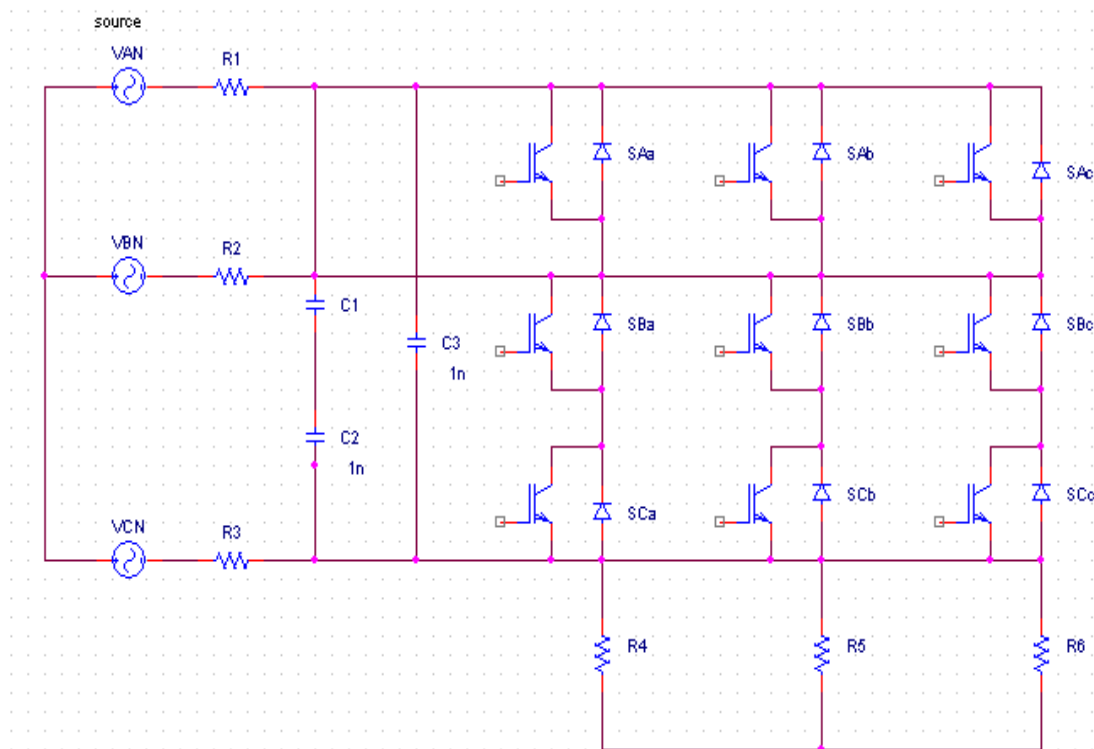 source
VAN
R1
SAa
SAb
SAc
VBN
R2
C1
SBa
SBb
SBc
C3
1n
C2
1n
SCa
SCb
SCc
VCN
R3
R4
R5
R6